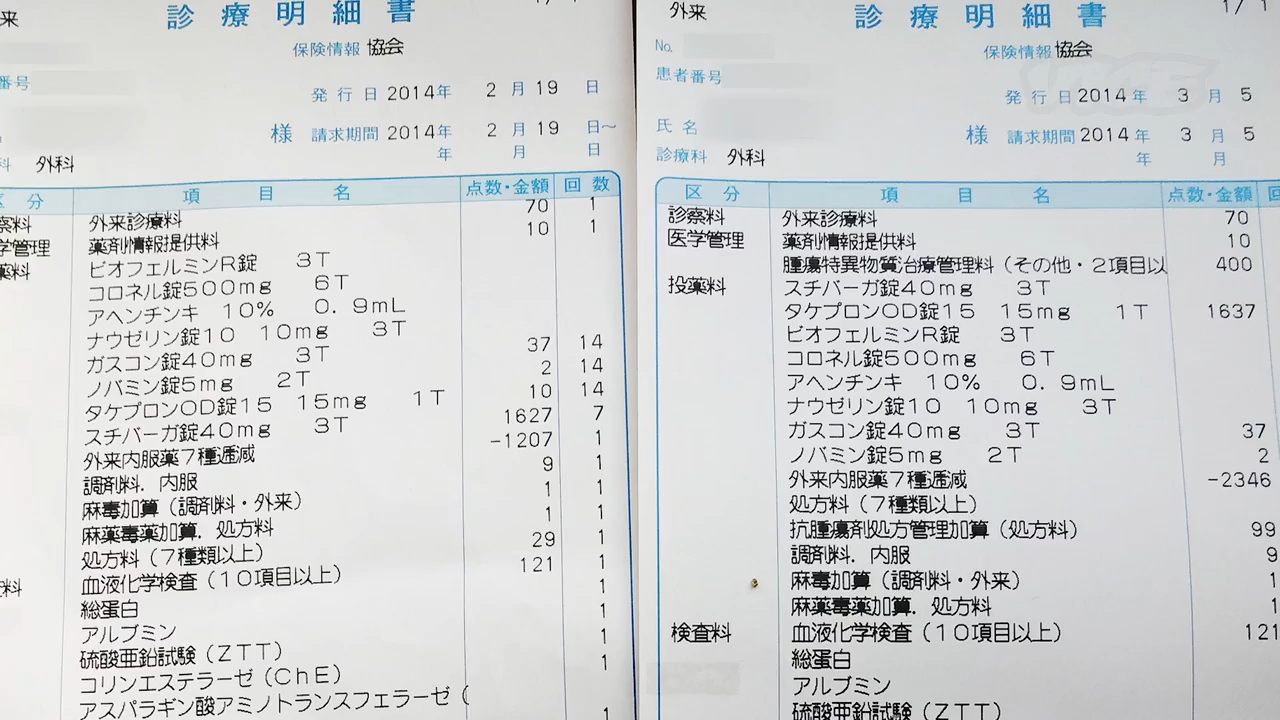 診療明細書
保険情報 協会
番号
発行日 2014年 2月19日
様 請求期間 2014年 2月19日～
年 月 日
科 外科
区分 項目名 点数・金額 回数
察料 外来診療料 70 1
学管理 薬剤情報提供料 10 1
薬料 ビオフェルミンR錠 3T
コロネル錠500mg 6T
アヘンチンキ 10% 0.9mL
ナウゼリン錠10 10mg 3T
ガスコン錠40mg 3T 37 14
ノバミン錠5mg 2T 2 14
タケプロンOD錠15 15mg 1T 10 14
スチバーガ錠40mg 3T 1627 7
外来内服薬7種逓減 -1207 1
調剤料．内服 9 1
麻毒加算（調剤料・外来） 1 1
麻薬毒薬加算．処方料 1 1
処方料（7種類以上） 29 1
料 血液化学検査（10項目以上） 121 1
総蛋白 1
アルブミン 1
硫酸亜鉛試験（ZTT） 1
コリンエステラーゼ（ChE） 1
アスパラギン酸アミノトランスフェラーゼ（ 1
外来 診療明細書 1/1
No. 保険情報 協会
患者番号
発行日 2014年 3月 5
氏名 様 請求期間 2014年 3月 5
年 月
診療科 外科
区分 項目名 点数・金額 回
診察料 外来診療料 70
医学管理 薬剤情報提供料 10
腫瘍特異物質治療管理料（その他・2項目以 400
投薬料 スチバーガ錠40mg 3T
タケプロンOD錠15 15mg 1T 1637
ビオフェルミンR錠 3T
コロネル錠500mg 6T
アヘンチンキ 10% 0.9mL
ナウゼリン錠10 10mg 3T
ガスコン錠40mg 3T 37
ノバミン錠5mg 2T 2
外来内服薬7種逓減 -2346
処方料（7種類以上）
抗腫瘍剤処方管理加算（処方料） 99
調剤料．内服 9
麻毒加算（調剤料・外来） 1
麻薬毒薬加算．処方料 1
検査料 血液化学検査（10項目以上） 121
総蛋白
アルブミン
硫酸亜鉛試験（ZTT）